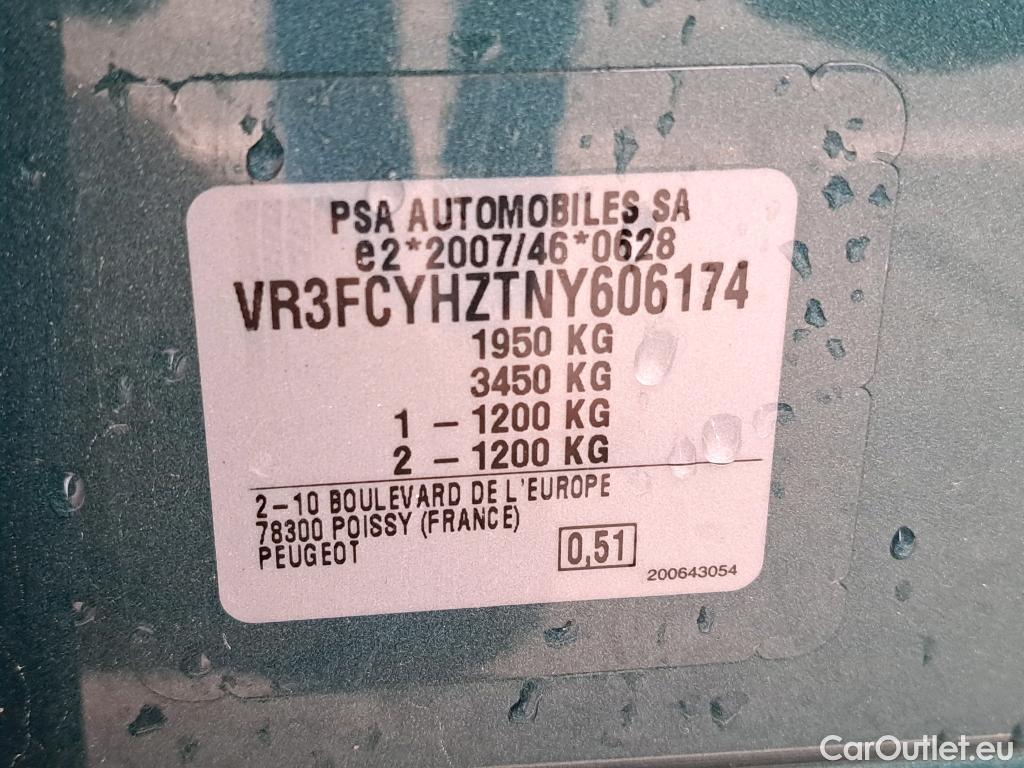 PSA AUTOMOBILES SA
e2*2007/46*0628
VR3FCYHZTNY606174
1950 KG
3450 KG
1 – 1200 KG
2 – 1200 KG
2–10 BOULEVARD DE L'EUROPE
78300 POISSY (FRANCE)
PEUGEOT
0,51
200643054
CarOutlet.eu